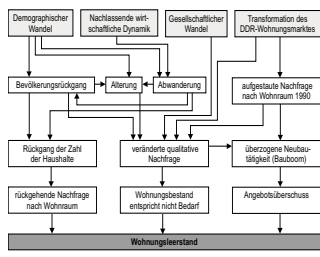 Demographischer
Wandel
Nachlassende wirt-
schaftliche Dynamik
Gesellschaftlicher
Wandel
Transformation des
DDR-Wohnungsmarktes
Bevölkerungsrückgang
Alterung
Abwanderung
aufgestaute Nachfrage
nach Wohnraum 1990
Rückgang der Zahl
der Haushalte
veränderte qualitative
Nachfrage
überzogene Neubau-
tätigkeit (Bauboom)
rückgehende Nachfrage
nach Wohnraum
Wohnungsbestand
entspricht nicht Bedarf
Angebotsüberschuss
Wohnungsleerstand